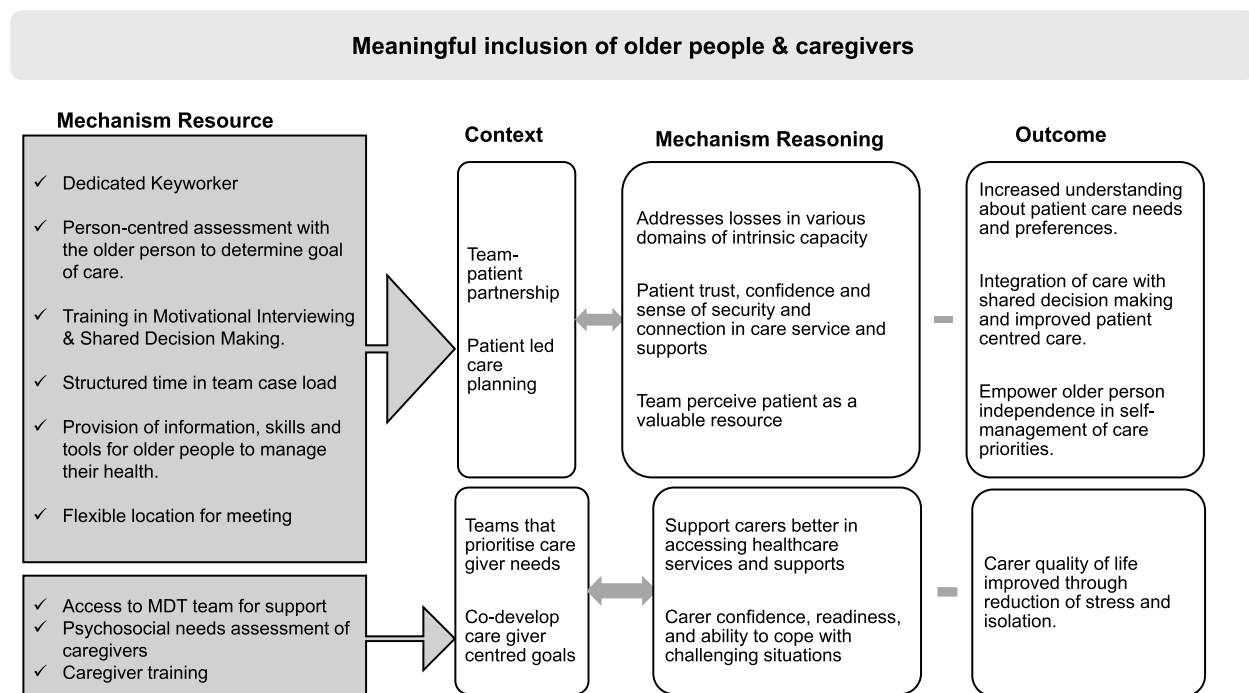 Meaningful inclusion of older people & caregivers
Mechanism Resource
✓ Dedicated Keyworker
✓ Person-centred assessment with
the older person to determine goal
of care.
✓ Training in Motivational Interviewing
& Shared Decision Making.
✓ Structured time in team case load
✓ Provision of information, skills and
tools for older people to manage
their health.
✓ Flexible location for meeting
Context
Team-
patient
partnership
Patient led
care
planning
Mechanism Reasoning
Addresses losses in various
domains of intrinsic capacity
Patient trust, confidence and
sense of security and
connection in care service and
supports
Team perceive patient as a
valuable resource
Outcome
Increased understanding
about patient care needs
and preferences.
Integration of care with
shared decision making
and improved patient
centred care.
Empower older person
independence in self-
management of care
priorities.
✓ Access to MDT team for support
✓ Psychosocial needs assessment of
caregivers
✓ Caregiver training
Teams that
prioritise care
giver needs
Co-develop
care giver
centred goals
Support carers better in
accessing healthcare
services and supports
Carer confidence, readiness,
and ability to cope with
challenging situations
Carer quality of life
improved through
reduction of stress and
isolation.